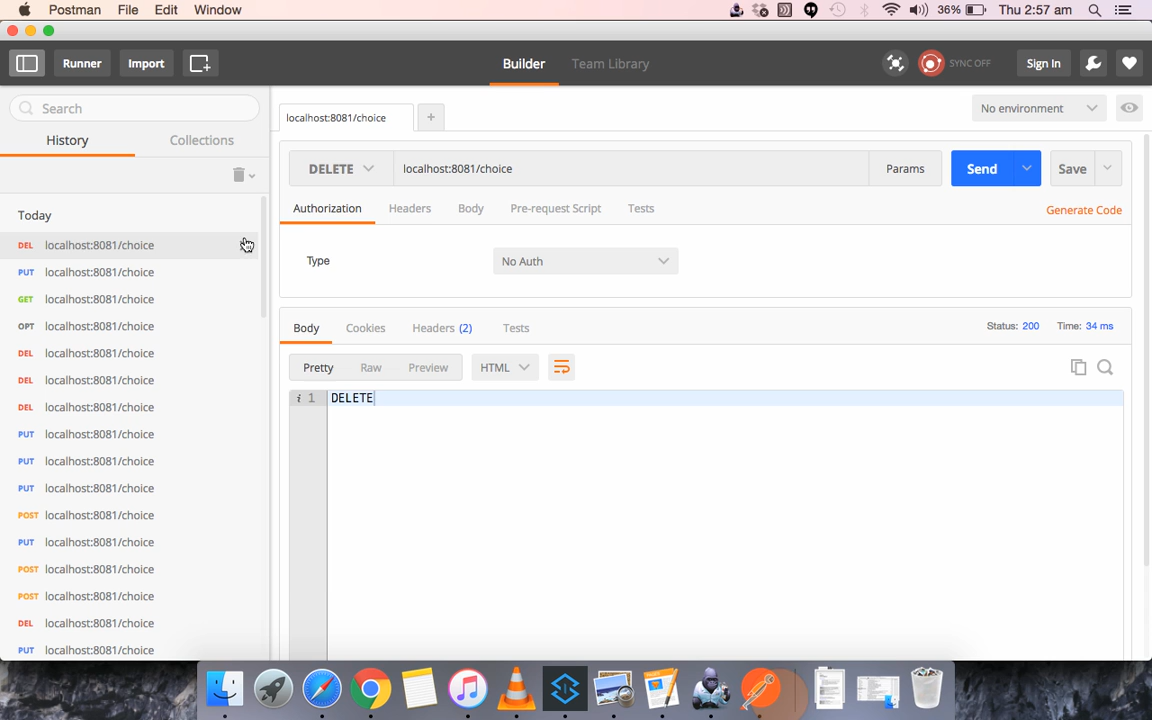 Postman File Edit Window 36% Thu 2:57 am
Runner Import Builder Team Library SYNC OFF Sign In
Search
History Collections
localhost:8081/choice + No environment
DELETE localhost:8081/choice Params Send Save
Authorization Headers Body Pre-request Script Tests Generate Code
Type No Auth
Today
DEL localhost:8081/choice
PUT localhost:8081/choice
GET localhost:8081/choice
OPT localhost:8081/choice
DEL localhost:8081/choice
DEL localhost:8081/choice
DEL localhost:8081/choice
PUT localhost:8081/choice
PUT localhost:8081/choice
PUT localhost:8081/choice
POST localhost:8081/choice
PUT localhost:8081/choice
POST localhost:8081/choice
POST localhost:8081/choice
DEL localhost:8081/choice
PUT localhost:8081/choice
Body Cookies Headers (2) Tests Status: 200 Time: 34 ms
Pretty Raw Preview HTML
i 1 DELETE